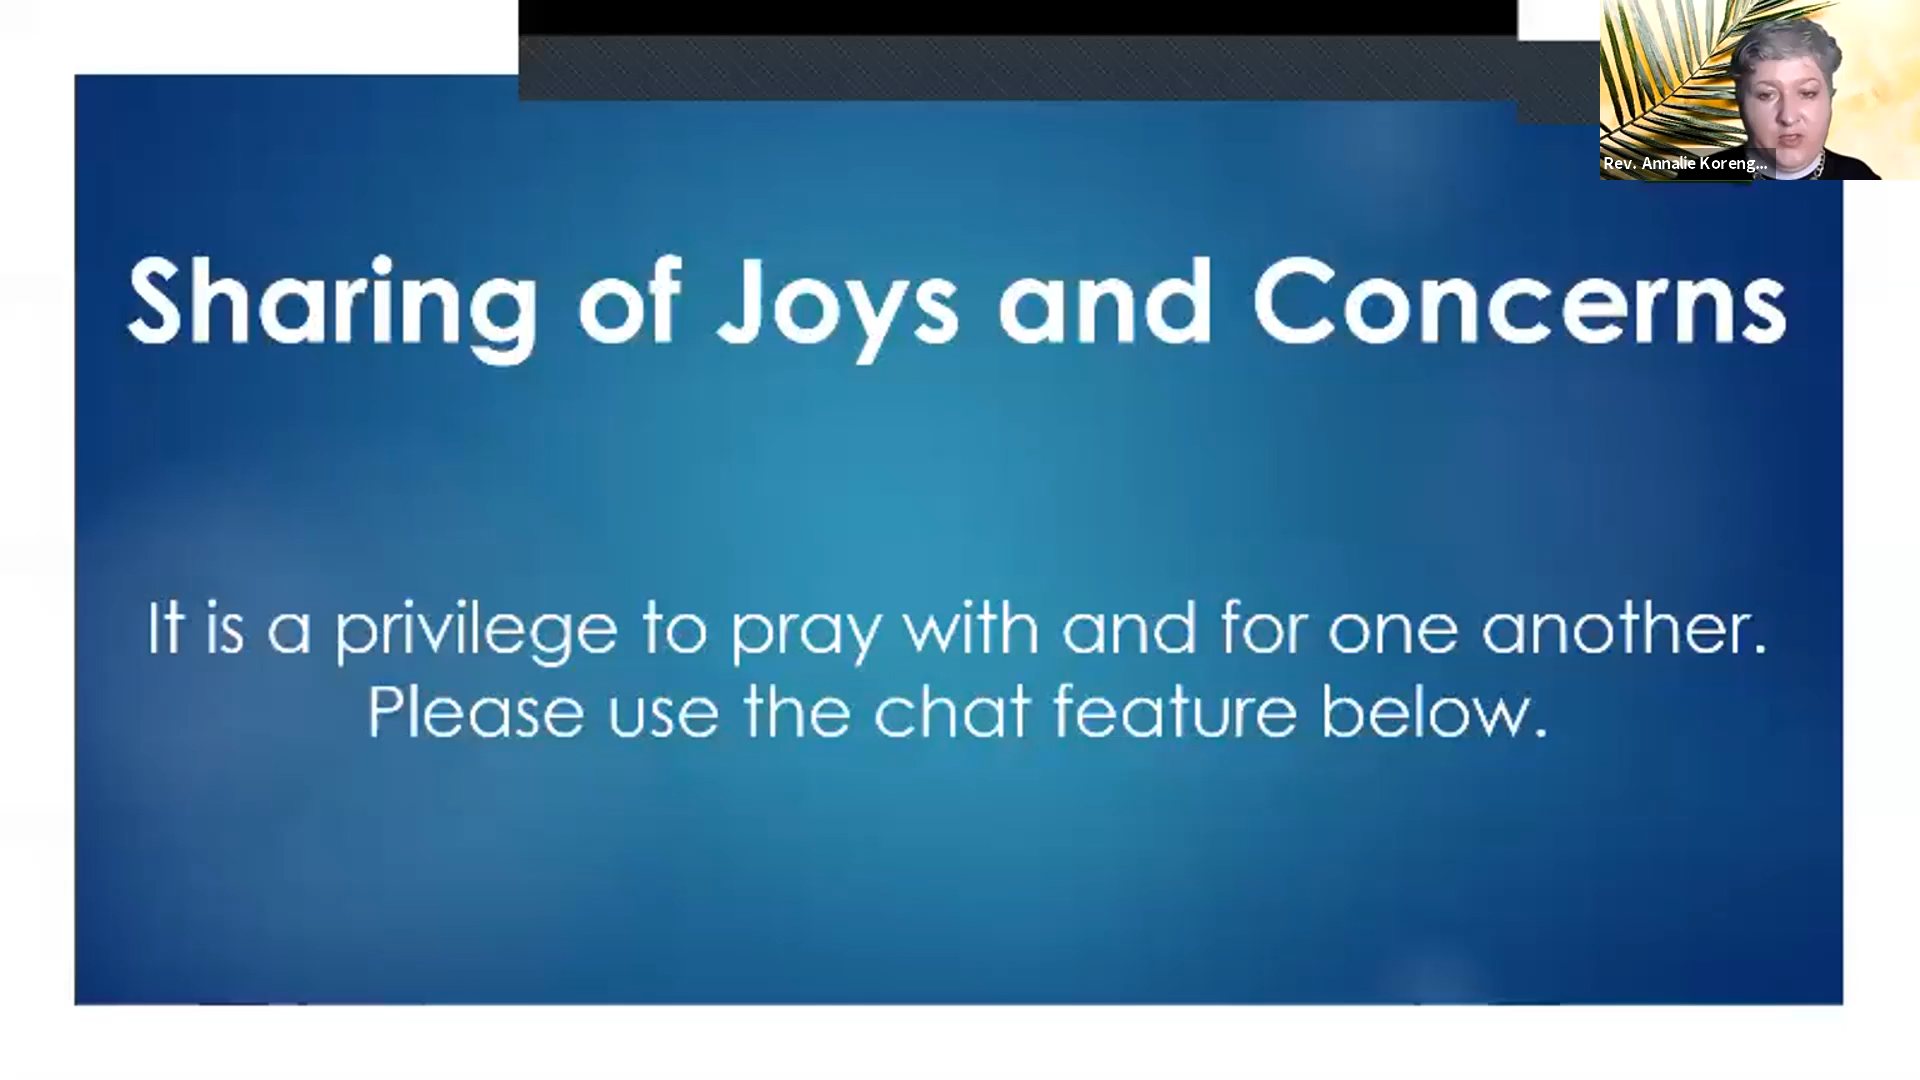 Sharing of Joys and Concerns
Rev. Annalie Koreng...
It is a privilege to pray with and for one another.
Please use the chat feature below.